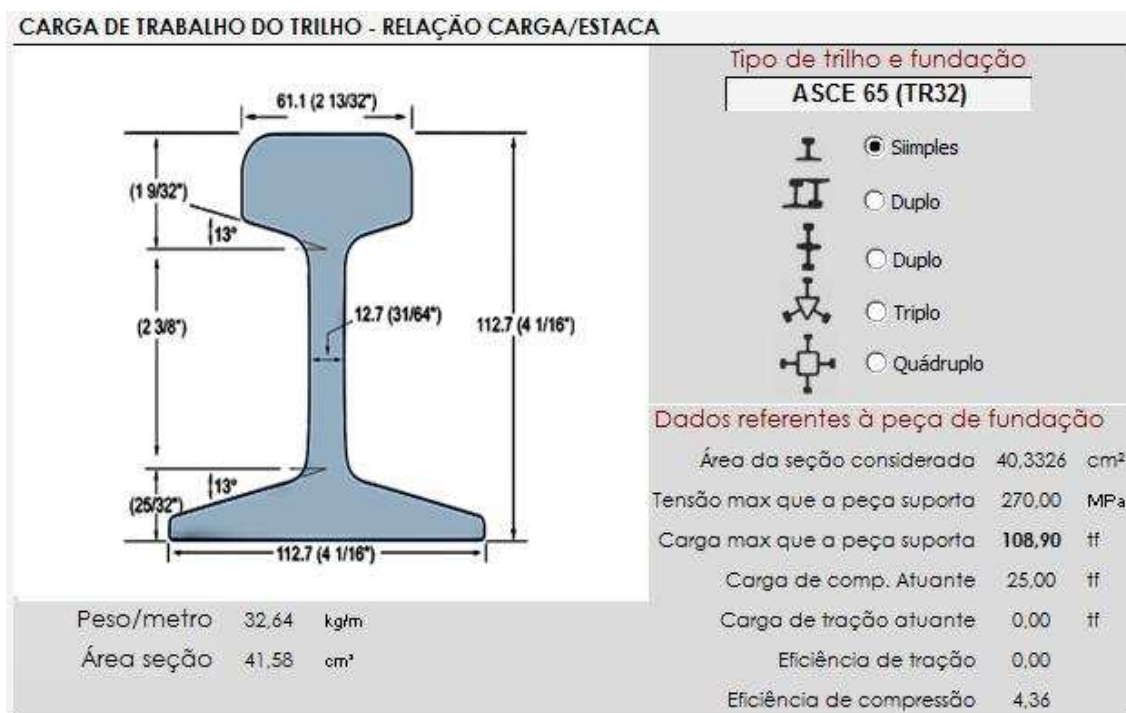 CARGA DE TRABALHO DO TRILHO - RELAÇÃO CARGA/ESTACA
61.1 (2 13/32")
(1 9/32")
13°
(2 3/8")
12.7 (31/64")
112.7 (4 1/16")
13°
(25/32")
112.7 (4 1/16")
Peso/metro 32,64 kg/m
Área seção 41,58 cm²
Tipo de trilho e fundação
ASCE 65 (TR32)
Siimples
Duplo
Duplo
Triplo
Quádruplo
Dados referentes à peça de fundação
Área da seção considerada 40,3326 cm²
Tensão max que a peça suporta 270,00 MPa
Carga max que a peça suporta 108,90 tf
Carga de comp. Atuante 25,00 tf
Carga de tração atuante 0,00 tf
Eficiência de tração 0,00
Eficiência de compressão 4,36